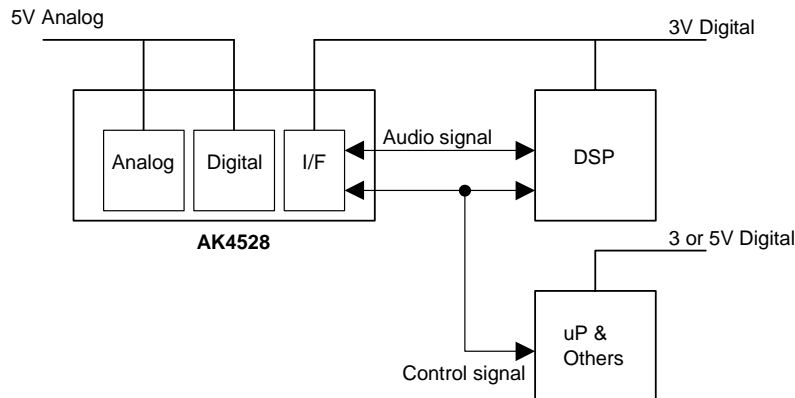 5V Analog
3V Digital
Analog
Digital
I/F
Audio signal
DSP
AK4528
3 or 5V Digital
uP &
Others
Control signal